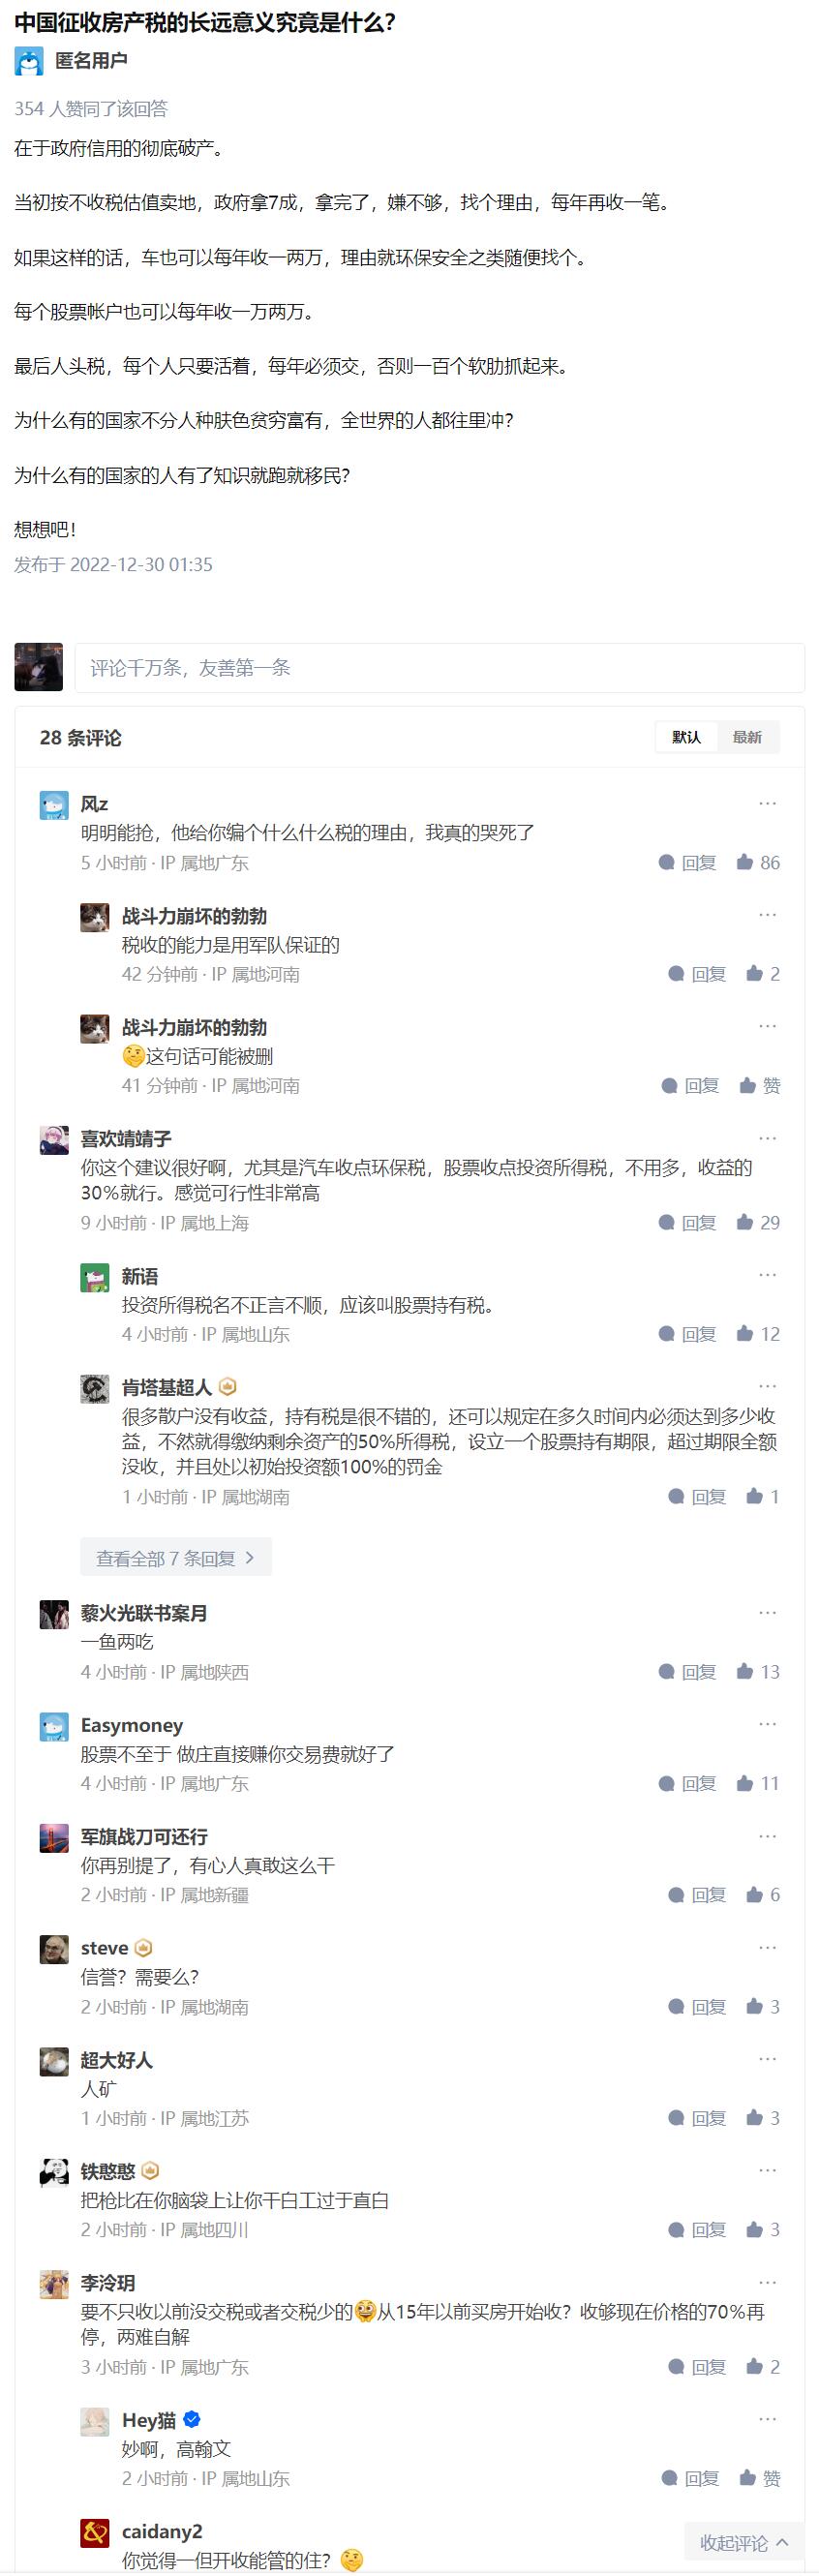 中国征收房产税的长远意义究竟是什么？
匿名用户
354 人赞同了该回答
在于政府信用的彻底破产。
当初按不收税估值卖地，政府拿7成，拿完了，嫌不够，找个理由，每年再收一笔。
如果这样的话，车也可以每年收一两万，理由就环保安全之类随便找个。
每个股票帐户也可以每年收一万两万。
最后人头税，每个人只要活着，每年必须交，否则一百个软肋抓起来。
为什么有的国家不分人种肤色贫穷富有，全世界的人都往里冲？
为什么有的国家的人有了知识就跑就移民？
想想吧！
发布于 2022-12-30 01:35
评论千万条，友善第一条
28 条评论
默认 最新
风z
明明能抢，他给你编个什么什么税的理由，我真的哭死了
5 小时前 · IP 属地广东 回复 86
战斗力崩坏的勃勃
税收的能力是用军队保证的
42 分钟前 · IP 属地河南 回复 2
战斗力崩坏的勃勃
🤔这句话可能被删
41 分钟前 · IP 属地河南 回复 赞
喜欢靖靖子
你这个建议很好啊，尤其是汽车收点环保税，股票收点投资所得税，不用多，收益的
30%就行。感觉可行性非常高
9 小时前 · IP 属地上海 回复 29
新语
投资所得税名不正言不顺，应该叫股票持有税。
4 小时前 · IP 属地山东 回复 12
肯塔基超人
很多散户没有收益，持有税是很不错的，还可以规定在多久时间内必须达到多少收
益，不然就得缴纳剩余资产的50%所得税，设立一个股票持有期限，超过期限全额
没收，并且处以初始投资额100%的罚金
1 小时前 · IP 属地湖南 回复 1
查看全部 7 条回复
藜火光联书案月
一鱼两吃
4 小时前 · IP 属地陕西 回复 13
Easymoney
股票不至于 做庄直接赚你交易费就好了
4 小时前 · IP 属地广东 回复 11
军旗战刀可还行
你再别提了，有心人真敢这么干
2 小时前 · IP 属地新疆 回复 6
steve
信誉？需要么？
2 小时前 · IP 属地湖南 回复 3
超大好人
人矿
1 小时前 · IP 属地江苏 回复 3
铁憨憨
把枪比在你脑袋上让你干白工过于直白
2 小时前 · IP 属地四川 回复 3
李泠玥
要不只收以前没交税或者交税少的从15年以前买房开始收？收够现在价格的70%再
停，两难自解
3 小时前 · IP 属地广东 回复 2
Hey猫
妙啊，高翰文
2 小时前 · IP 属地山东 回复 赞
caidany2
收起评论
你觉得一但开收能管的住？🤔